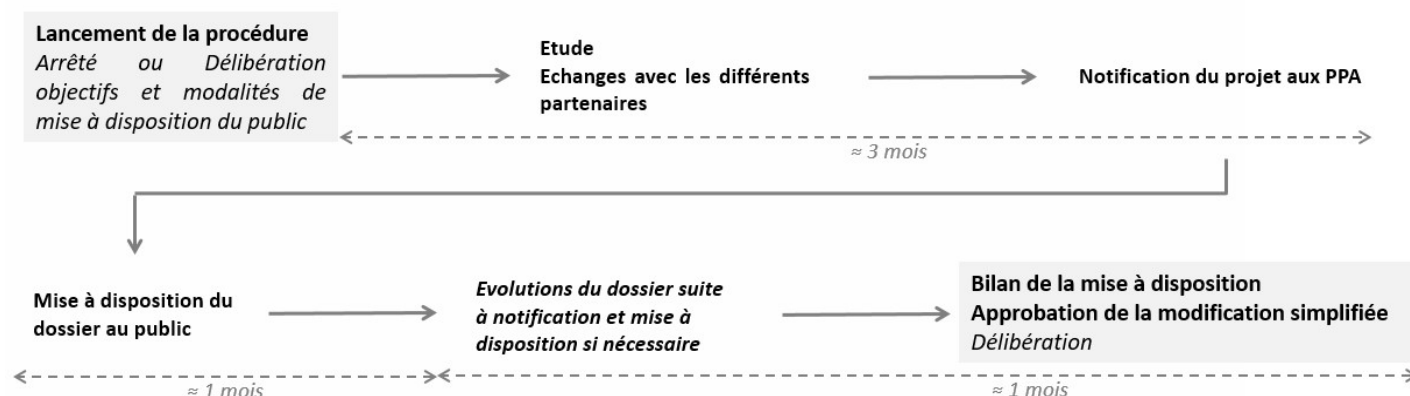 Lancement de la procédure
Arrêté ou Délibération
objectifs et modalités de
mise à disposition du public
Etude
Echanges avec les différents
partenaires
Notification du projet aux PPA
≈ 3 mois
Mise à disposition du
dossier au public
Evolutions du dossier suite
à notification et mise à
disposition si nécessaire
Bilan de la mise à disposition
Approbation de la modification simplifiée
Délibération
≈ 1 mois
≈ 1 mois